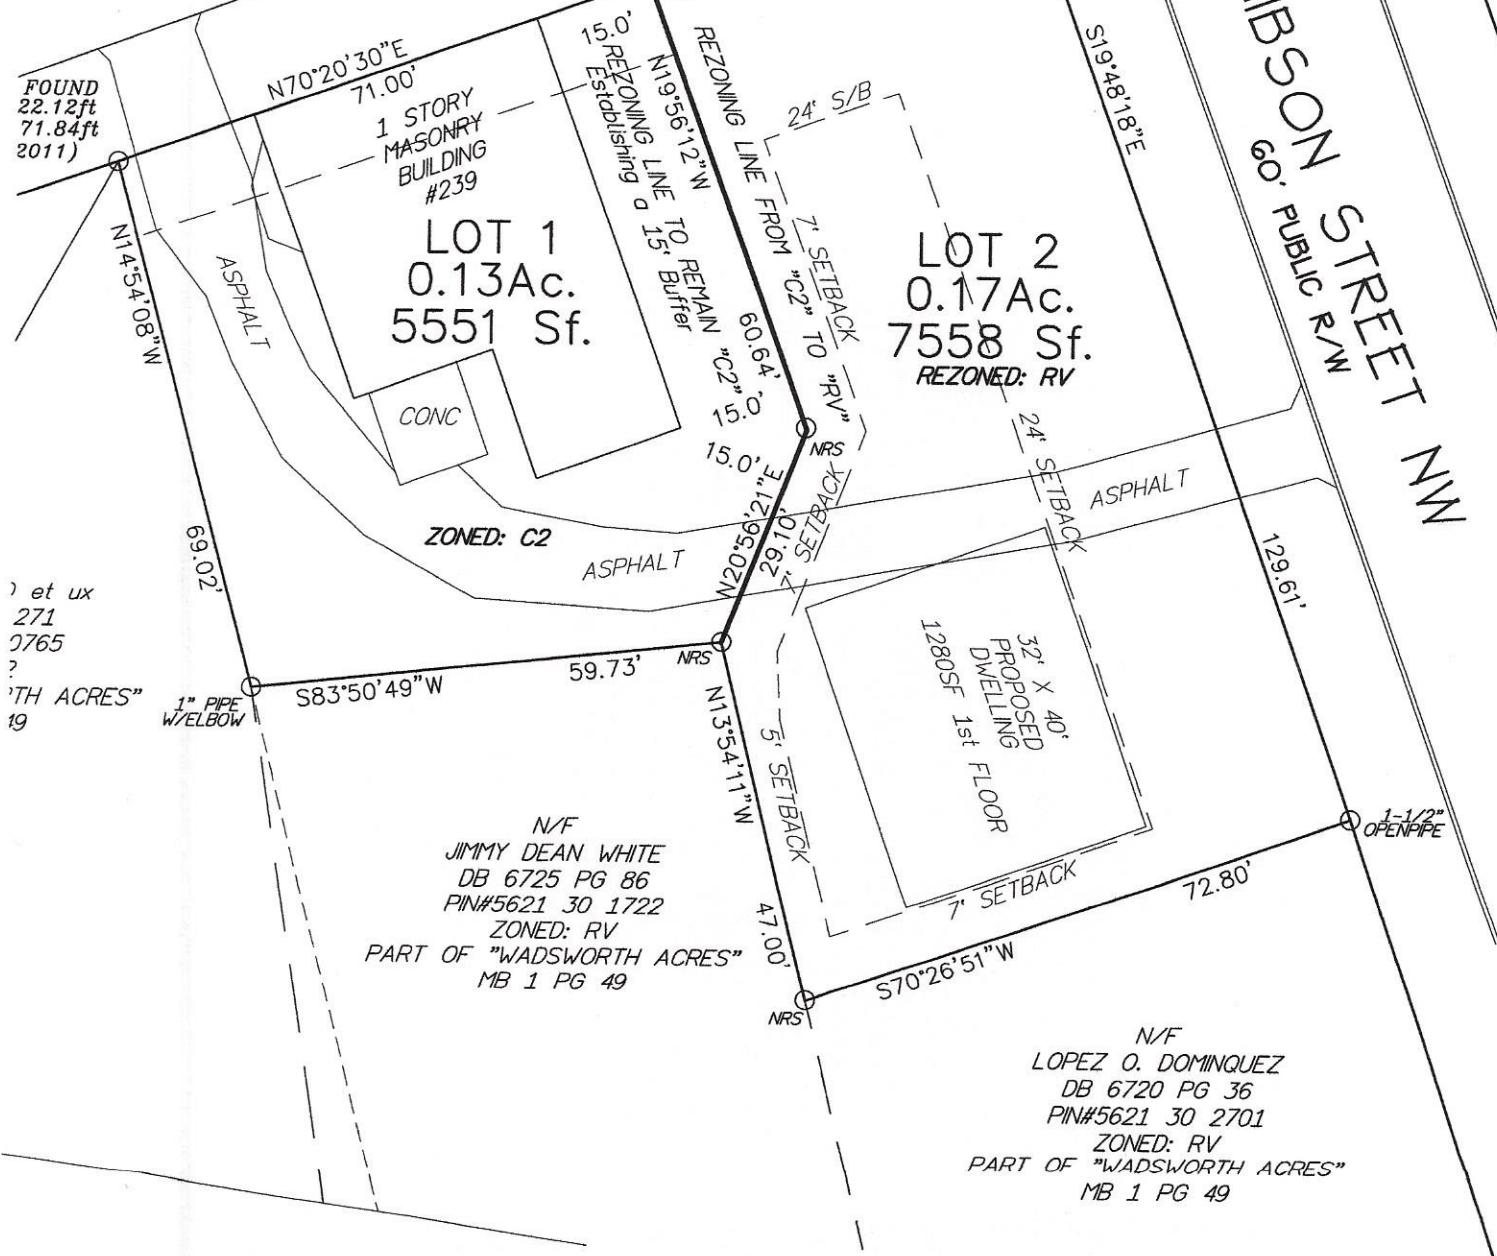 FOUND
22.12ft
71.84ft
2011)
N70°20'30"E
71.00'
1 STORY
MASONRY
BUILDING
#239
LOT 1
0.13Ac.
5551 Sf.
15.0'
REZONING LINE TO REMAIN "C2"
Establishing a 15' Buffer
N19°56'12"W
60.64'
REZONING LINE FROM "C2" TO "RV"
24' S/B
7' SETBACK
LOT 2
0.17Ac.
7558 Sf.
REZONED: RV
S19°48'18"E
129.61'
IBSON STREET NW
60' PUBLIC R/W
N14°54'08"W
69.02'
ASPHALT
CONC
15.0'
15.0'
NRS
N20°56'21"E
29.10'
7' SETBACK
24' SETBACK
ASPHALT
ZONED: C2
ASPHALT
et ux
271
0765
?
TH ACRES"
49
1" PIPE
W/ELBOW
S83°50'49"W
59.73'
NRS
N13°54'11"W
47.00'
5' SETBACK
32' X 40'
PROPOSED
DWELLING
1280SF 1st FLOOR
7' SETBACK
1-1/2"
OPENPIPE
72.80'
S70°26'51"W
NRS
N/F
JIMMY DEAN WHITE
DB 6725 PG 86
PIN#5621 30 1722
ZONED: RV
PART OF "WADSWORTH ACRES"
MB 1 PG 49
N/F
LOPEZ O. DOMINQUEZ
DB 6720 PG 36
PIN#5621 30 2701
ZONED: RV
PART OF "WADSWORTH ACRES"
MB 1 PG 49